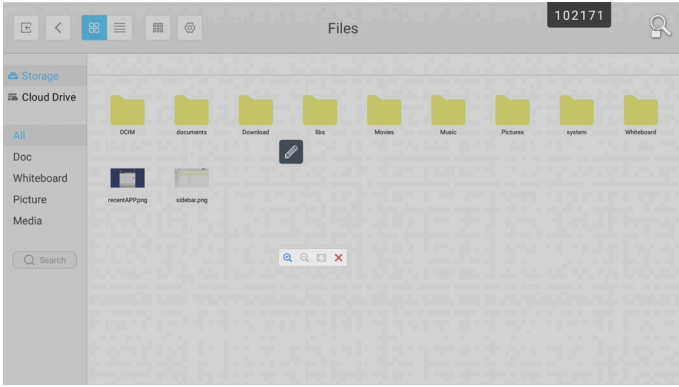 Files
102171
Storage
Cloud Drive
All
Doc
Whiteboard
Picture
Media
Search
DCIM
documents
Download
libs
Movies
Music
Pictures
system
Whiteboard
recentAPP.png
sidebar.png